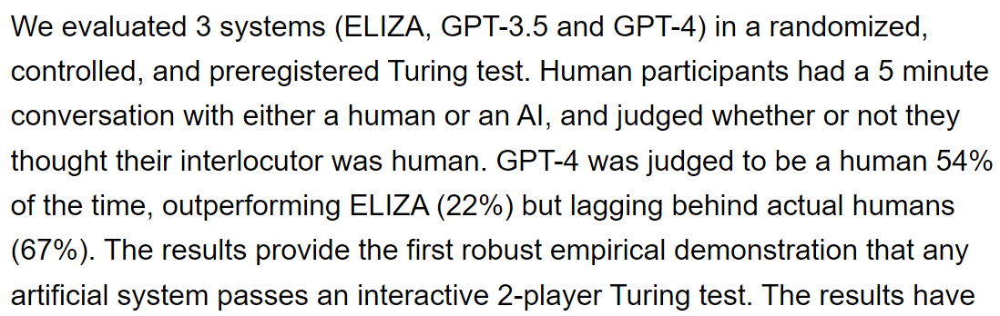 We evaluated 3 systems (ELIZA, GPT-3.5 and GPT-4) in a randomized,
controlled, and preregistered Turing test. Human participants had a 5 minute
conversation with either a human or an AI, and judged whether or not they
thought their interlocutor was human. GPT-4 was judged to be a human 54%
of the time, outperforming ELIZA (22%) but lagging behind actual humans
(67%). The results provide the first robust empirical demonstration that any
artificial system passes an interactive 2-player Turing test. The results have